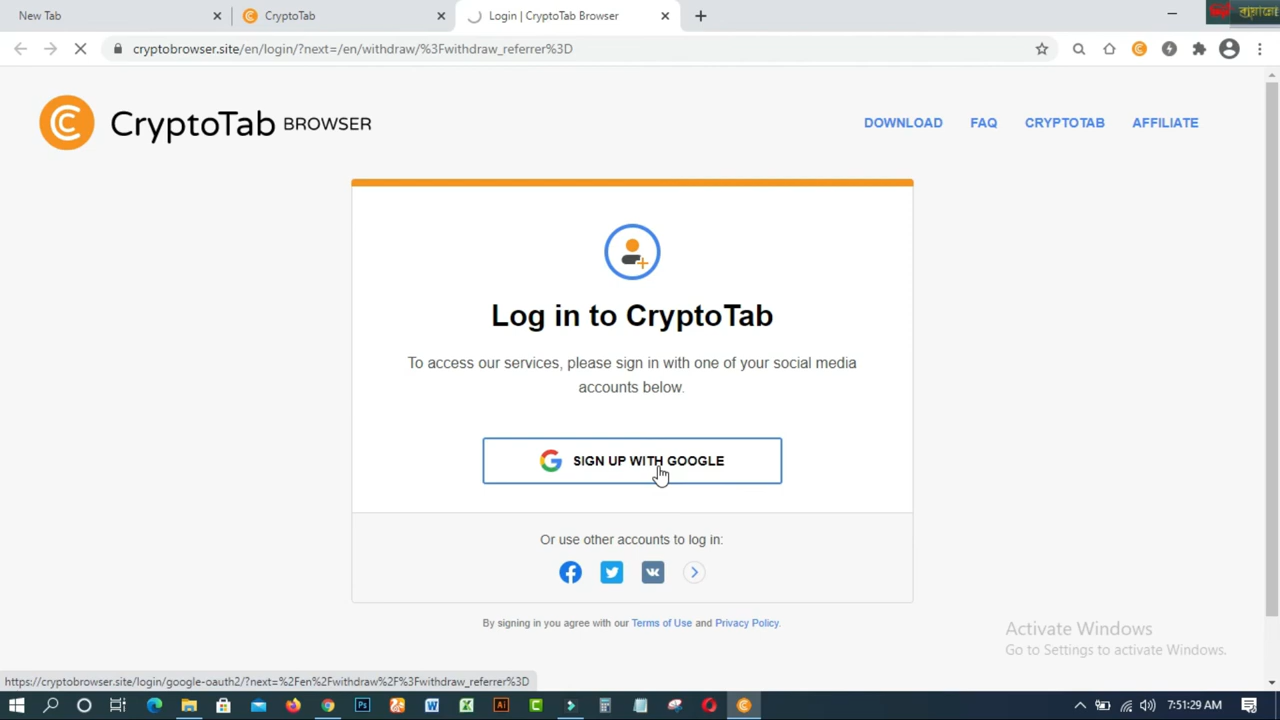 New Tab
CryptoTab
Login | CryptoTab Browser
cryptobrowser.site/en/login/?next=/en/withdraw/%3Fwithdraw_referrer%3D
CryptoTab BROWSER
DOWNLOAD
FAQ
CRYPTOTAB
AFFILIATE
Log in to CryptoTab
To access our services, please sign in with one of your social media
accounts below.
SIGN UP WITH GOOGLE
Or use other accounts to log in:
By signing in you agree with our Terms of Use and Privacy Policy.
Activate Windows
Go to Settings to activate Windows.
https://cryptobrowser.site/login/google-oauth2/?next=%2Fen%2Fwithdraw%2F%3Fwithdraw_referrer%3D
7:51:29 AM